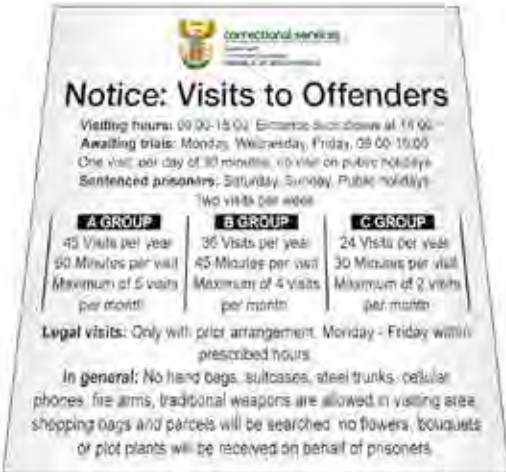 correctional services
REPUBLIC OF SOUTH AFRICA
Notice: Visits to Offenders
Visiting hours: 09:00-15:00. Entrance closes at
Awaiting trials: Monday, Wednesday, Friday, 09:00-15:00
One visit per day of 30 minutes, no visit on public holidays
Sentenced prisoners: Saturday, Sunday, Public holidays
Two visits per week
A GROUP
45 Visits per year
60 Minutes per visit
Maximum of 5 visits
per month
B GROUP
36 Visits per year
45 Minutes per visit
Maximum of 4 visits
per month
C GROUP
24 Visits per year
30 Minutes per visit
Maximum of 2 visits
per month
Legal visits: Only with prior arrangement, Monday - Friday within
prescribed hours
In general: No hand bags, suitcases, steel trunks, cellular
phones, fire arms, traditional weapons are allowed in visiting area
shopping bags and parcels will be searched, no flowers, bouquets
or plot plants will be received on behalf of prisoners